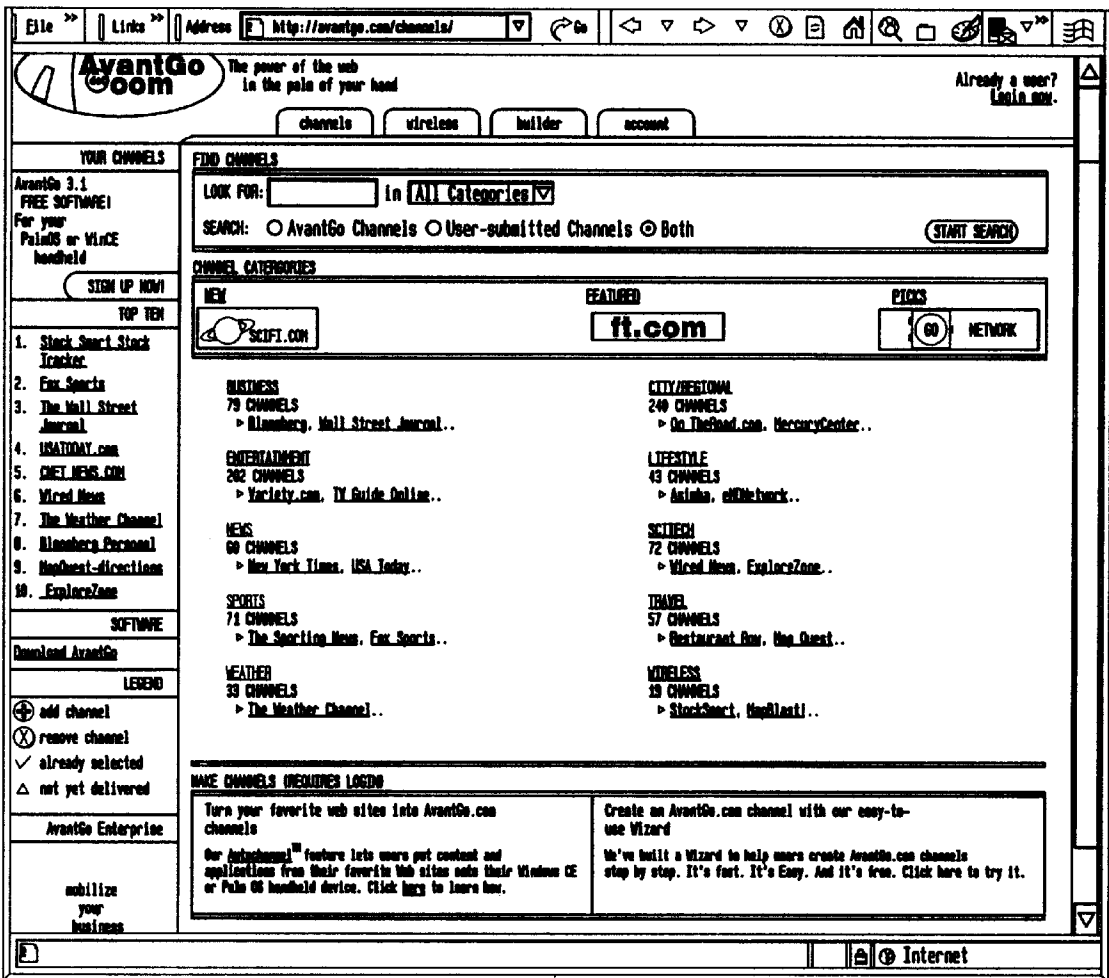 File » Links » Address http://avantgo.com/channels/ Go »
AvantGo
.com
The power of the web
in the palm of your hand
Already a user?
Login now.
channels wireless builder account
YOUR CHANNELS
AvantGo 3.1
FREE SOFTWARE!
For your
PalmOS or WinCE
handheld
SIGN UP NOW!
TOP TEN
1. Stock Smart Stock
Tracker
2. Fox Sports
3. The Wall Street
Journal
4. USATODAY.com
5. CNET NEWS.COM
6. Wired News
7. The Weather Channel
8. Bloomberg Personal
9. MapQuest-directions
10. ExploreZone
SOFTWARE
Download AvantGo
LEGEND
add channel
X remove channel
already selected
not yet delivered
AvantGo Enterprise
mobilize
your
business
FIND CHANNELS
LOOK FOR: in All Categories
SEARCH: AvantGo Channels User-submitted Channels Both START SEARCH
CHANNEL CATERGORIES
NEW FEATURED PICKS
SCIFI.COM ft.com GO NETWORK
BUSINESS
79 CHANNELS
Bloomberg, Wall Street Journal..
ENTERTAINMENT
202 CHANNELS
Variety.com, TV Guide Online..
NEWS
60 CHANNELS
New York Times, USA Today..
SPORTS
71 CHANNELS
The Sporting News, Fox Sports..
WEATHER
33 CHANNELS
The Weather Channel..
CITY/REGIONAL
240 CHANNELS
On TheRoad.com, MercuryCenter..
LIFESTYLE
43 CHANNELS
Asimba, eMDNetwork..
SCITECH
72 CHANNELS
Wired News, ExploreZone..
TRAVEL
57 CHANNELS
Restaurant Row, Map Quest..
WIRELESS
19 CHANNELS
StockSmart, MapBlast!..
MAKE CHANNELS (REQUIRES LOGIN)
Turn your favorite web sites into AvantGo.com
channels
Our Autochannel feature lets users put content and
applications from their favorite Web sites onto their Windows CE
or Palm OS handheld device. Click here to learn how.
Create an AvantGo.com channel with our easy-to-
use Wizard
We've built a Wizard to help users create AvantGo.com channels
step by step. It's fast. It's Easy. And it's free. Click here to try it.
Internet